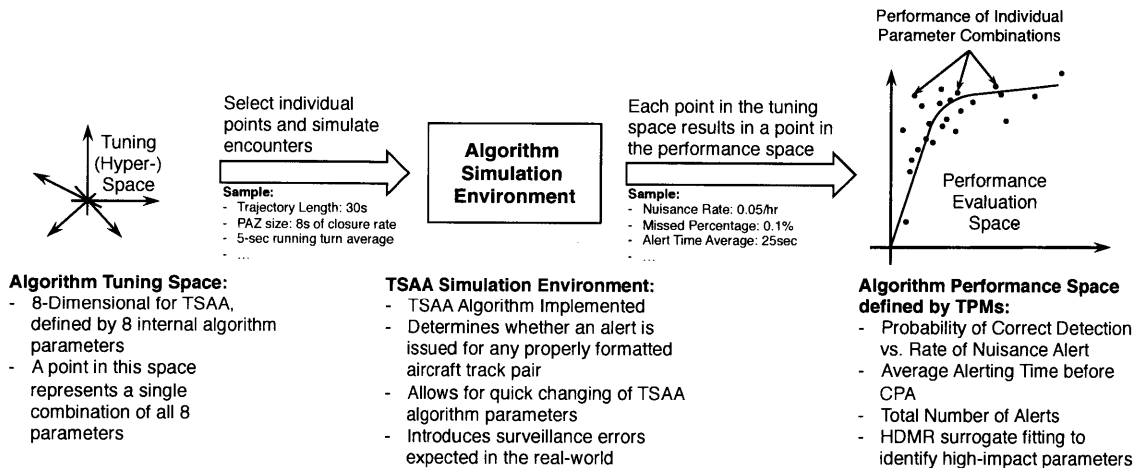 Performance of Individual
Parameter Combinations
Select individual
points and simulate
encounters
Each point in the tuning
space results in a point in
the performance space
Tuning
(Hyper-)
Space
Algorithm
Simulation
Environment
Sample:
- Trajectory Length: 30s
- PAZ size: 8s of closure rate
- 5-sec running turn average
- ...
Sample:
- Nuisance Rate: 0.05/hr
- Missed Percentage: 0.1%
- Alert Time Average: 25sec
- ...
Performance
Evaluation
Space
Algorithm Tuning Space:
- 8-Dimensional for TSAA,
defined by 8 internal algorithm
parameters
- A point in this space
represents a single
combination of all 8
parameters
TSAA Simulation Environment:
- TSAA Algorithm Implemented
- Determines whether an alert is
issued for any properly formatted
aircraft track pair
- Allows for quick changing of TSAA
algorithm parameters
- Introduces surveillance errors
expected in the real-world
Algorithm Performance Space
defined by TPMs:
- Probability of Correct Detection
vs. Rate of Nuisance Alert
- Average Alerting Time before
CPA
- Total Number of Alerts
- HDMR surrogate fitting to
identify high-impact parameters